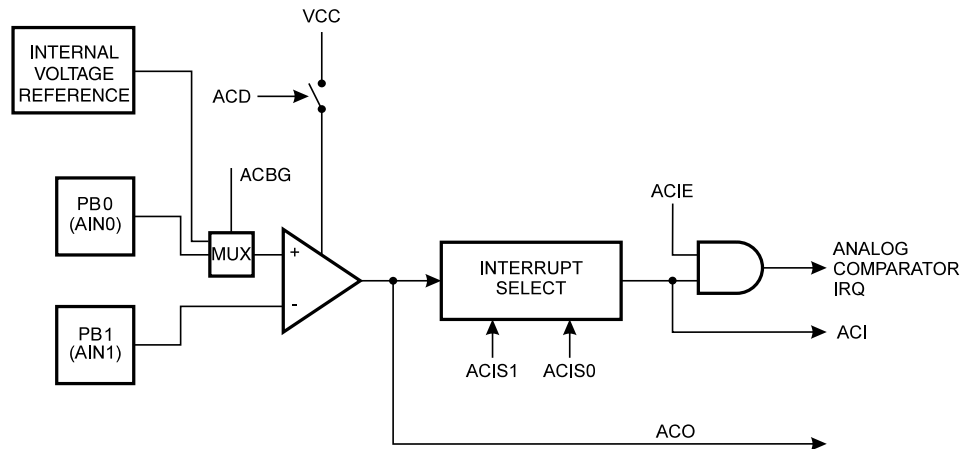 VCC
INTERNAL
VOLTAGE
REFERENCE
ACD
ACBG
PB0
(AIN0)
MUX
+
-
PB1
(AIN1)
INTERRUPT
SELECT
ACIS1
ACIS0
ACIE
ANALOG
COMPARATOR
IRQ
ACI
ACO